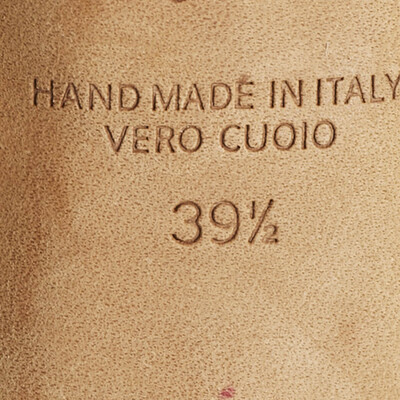 HAND MADE IN ITALY
VERO CUOIO
39½